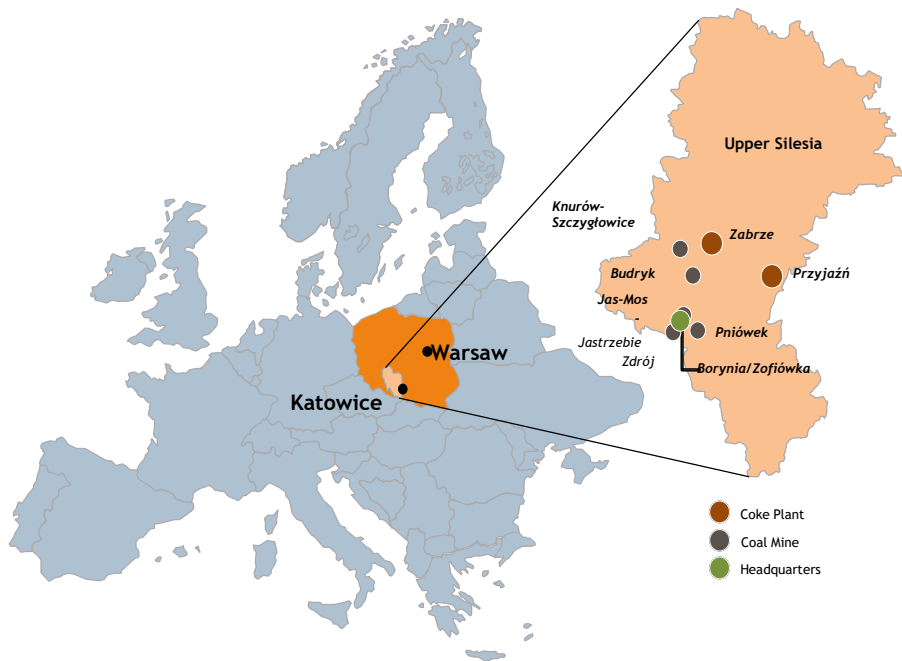 Upper Silesia
Knurów-
Szczygłowice
Zabrze
Budryk
Przyjaźń
Jas-Mos
-
Jastrzebie
Zdrój
Pniówek
Borynia/Zofiówka
Warsaw
Katowice
Coke Plant
Coal Mine
Headquarters